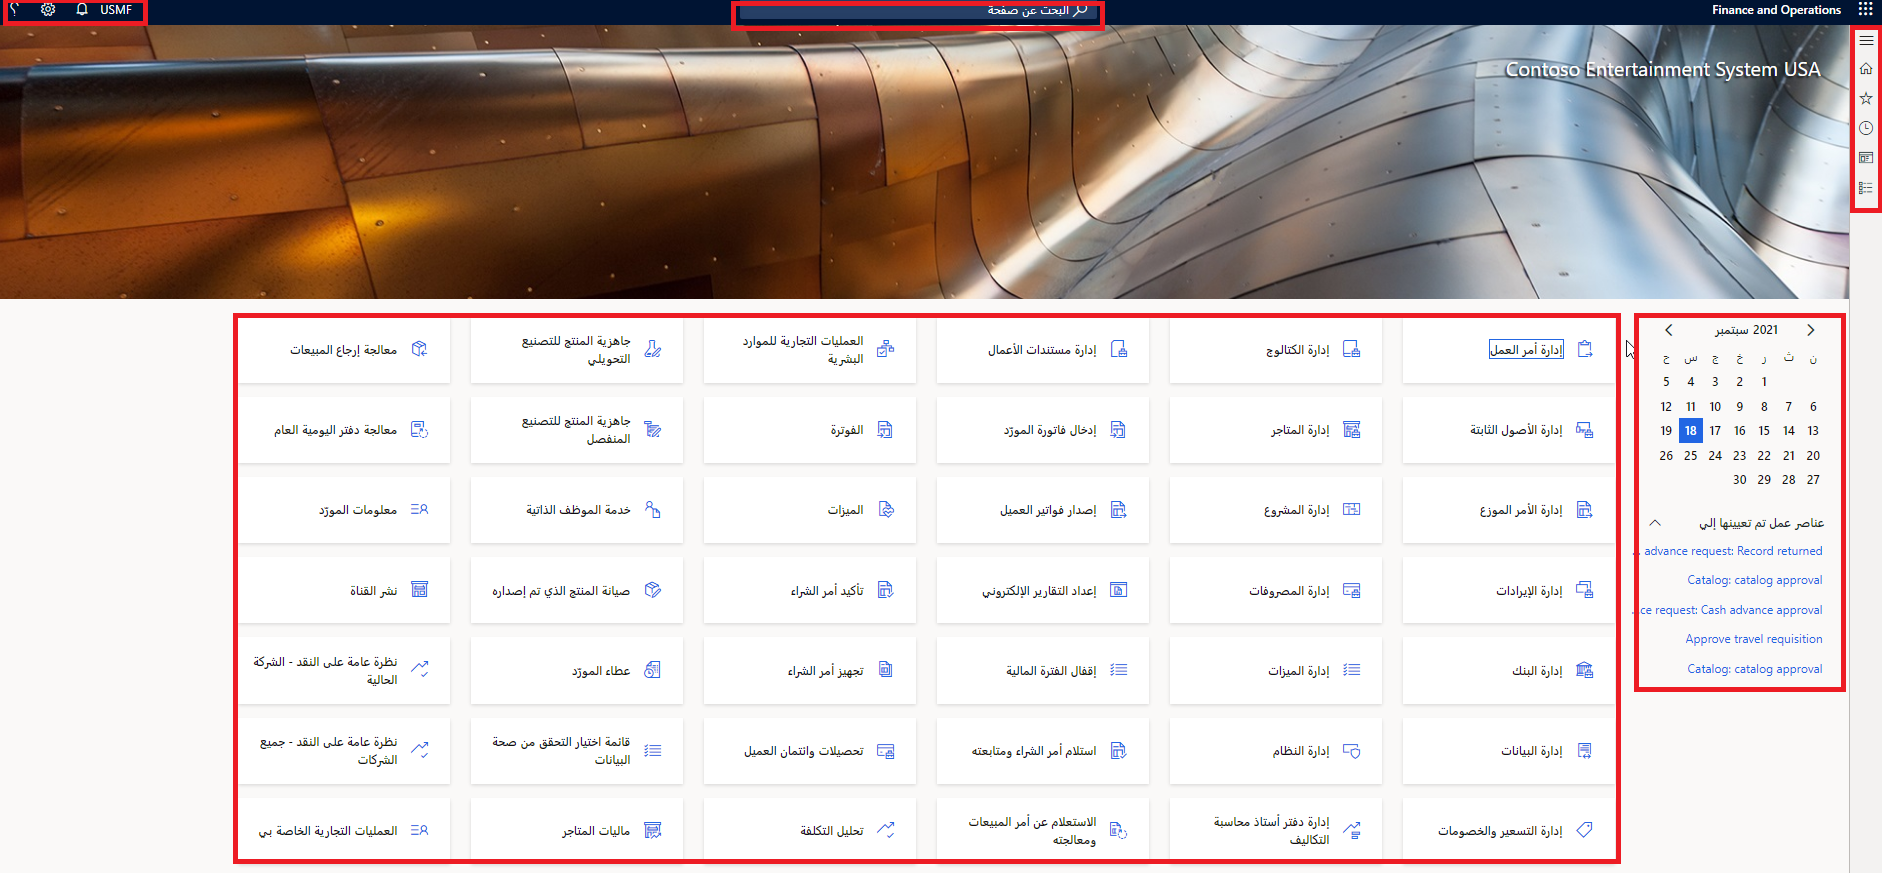 Finance and Operations
البحث عن صفحة
USMF
Contoso Entertainment System USA
سبتمبر 2021
ن ث ر خ ج س ح
1 2 3 4 5
6 7 8 9 10 11 12
13 14 15 16 17 18 19
20 21 22 23 24 25 26
27 28 29 30
عناصر عمل تم تعيينها إلي
advance request: Record returned
Catalog: catalog approval
...ce request: Cash advance approval
Approve travel requisition
Catalog: catalog approval
إدارة أمر العمل
إدارة الكتالوج
إدارة مستندات الأعمال
العمليات التجارية للموارد
البشرية
جاهزية المنتج للتصنيع
التحويلي
معالجة إرجاع المبيعات
إدارة الأصول الثابتة
إدارة المتاجر
إدخال فاتورة المورّد
الفوترة
جاهزية المنتج للتصنيع
المنفصل
معالجة دفتر اليومية العام
إدارة الأمر الموزع
إدارة المشروع
إصدار فواتير العميل
الميزات
خدمة الموظف الذاتية
معلومات المورّد
إدارة الإيرادات
إدارة المصروفات
إعداد التقارير الإلكتروني
تأكيد أمر الشراء
صيانة المنتج الذي تم إصداره
نشر القناة
إدارة البنك
إدارة الميزات
إقفال الفترة المالية
تجهيز أمر الشراء
عطاء المورّد
نظرة عامة على النقد - الشركة
الحالية
إدارة البيانات
إدارة النظام
استلام أمر الشراء ومتابعته
تحصيلات وائتمان العميل
قائمة اختيار التحقق من صحة
البيانات
نظرة عامة على النقد - جميع
الشركات
إدارة التسعير والخصومات
إدارة دفتر أستاذ محاسبة
التكاليف
الاستعلام عن أمر المبيعات
ومعالجته
تحليل التكلفة
ماليات المتاجر
العمليات التجارية الخاصة بي